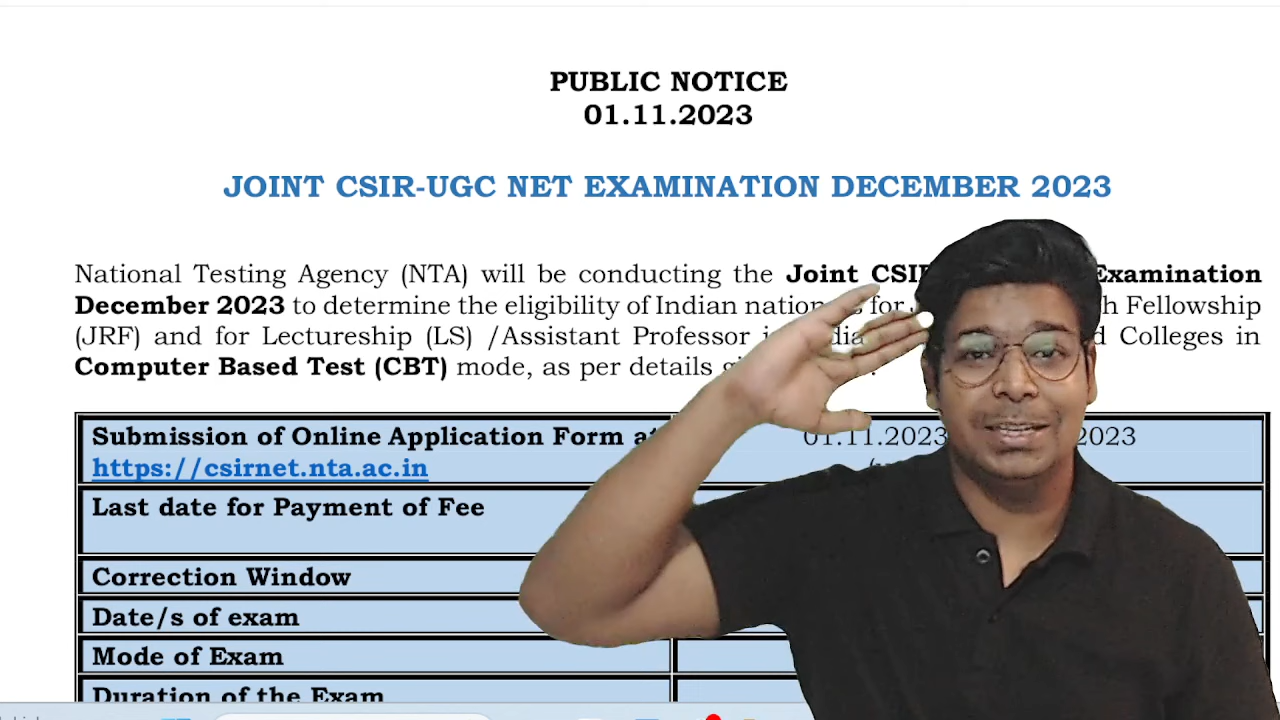 PUBLIC NOTICE
01.11.2023
JOINT CSIR-UGC NET EXAMINATION DECEMBER 2023
National Testing Agency (NTA) will be conducting the Joint Examination
December 2023 to determine the eligibility of Indian for Fellowship
(JRF) and for Lectureship (LS) /Assistant Professor Colleges in
Computer Based Test (CBT) mode, as per details
Submission of Online Application Form 01.11.2023 2023
https://csirnet.nta.ac.in
Last date for Payment of Fee
Correction Window
Date/s of exam
Mode of Exam
Duration of the Exam